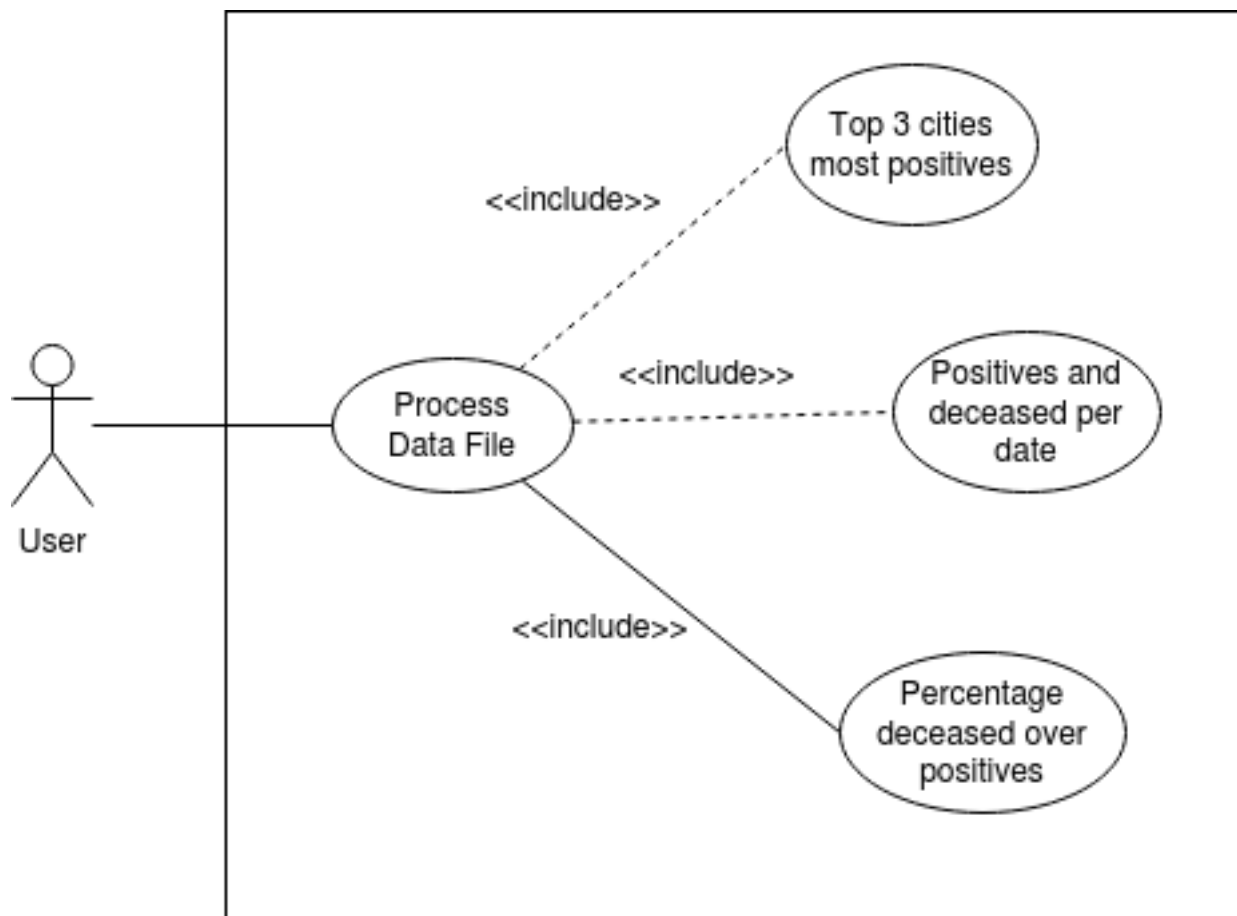 Top 3 cities
most positives
<<include>>
<<include>>
Positives and
deceased per
date
Process
Data File
User
<<include>>
Percentage
deceased over
positives